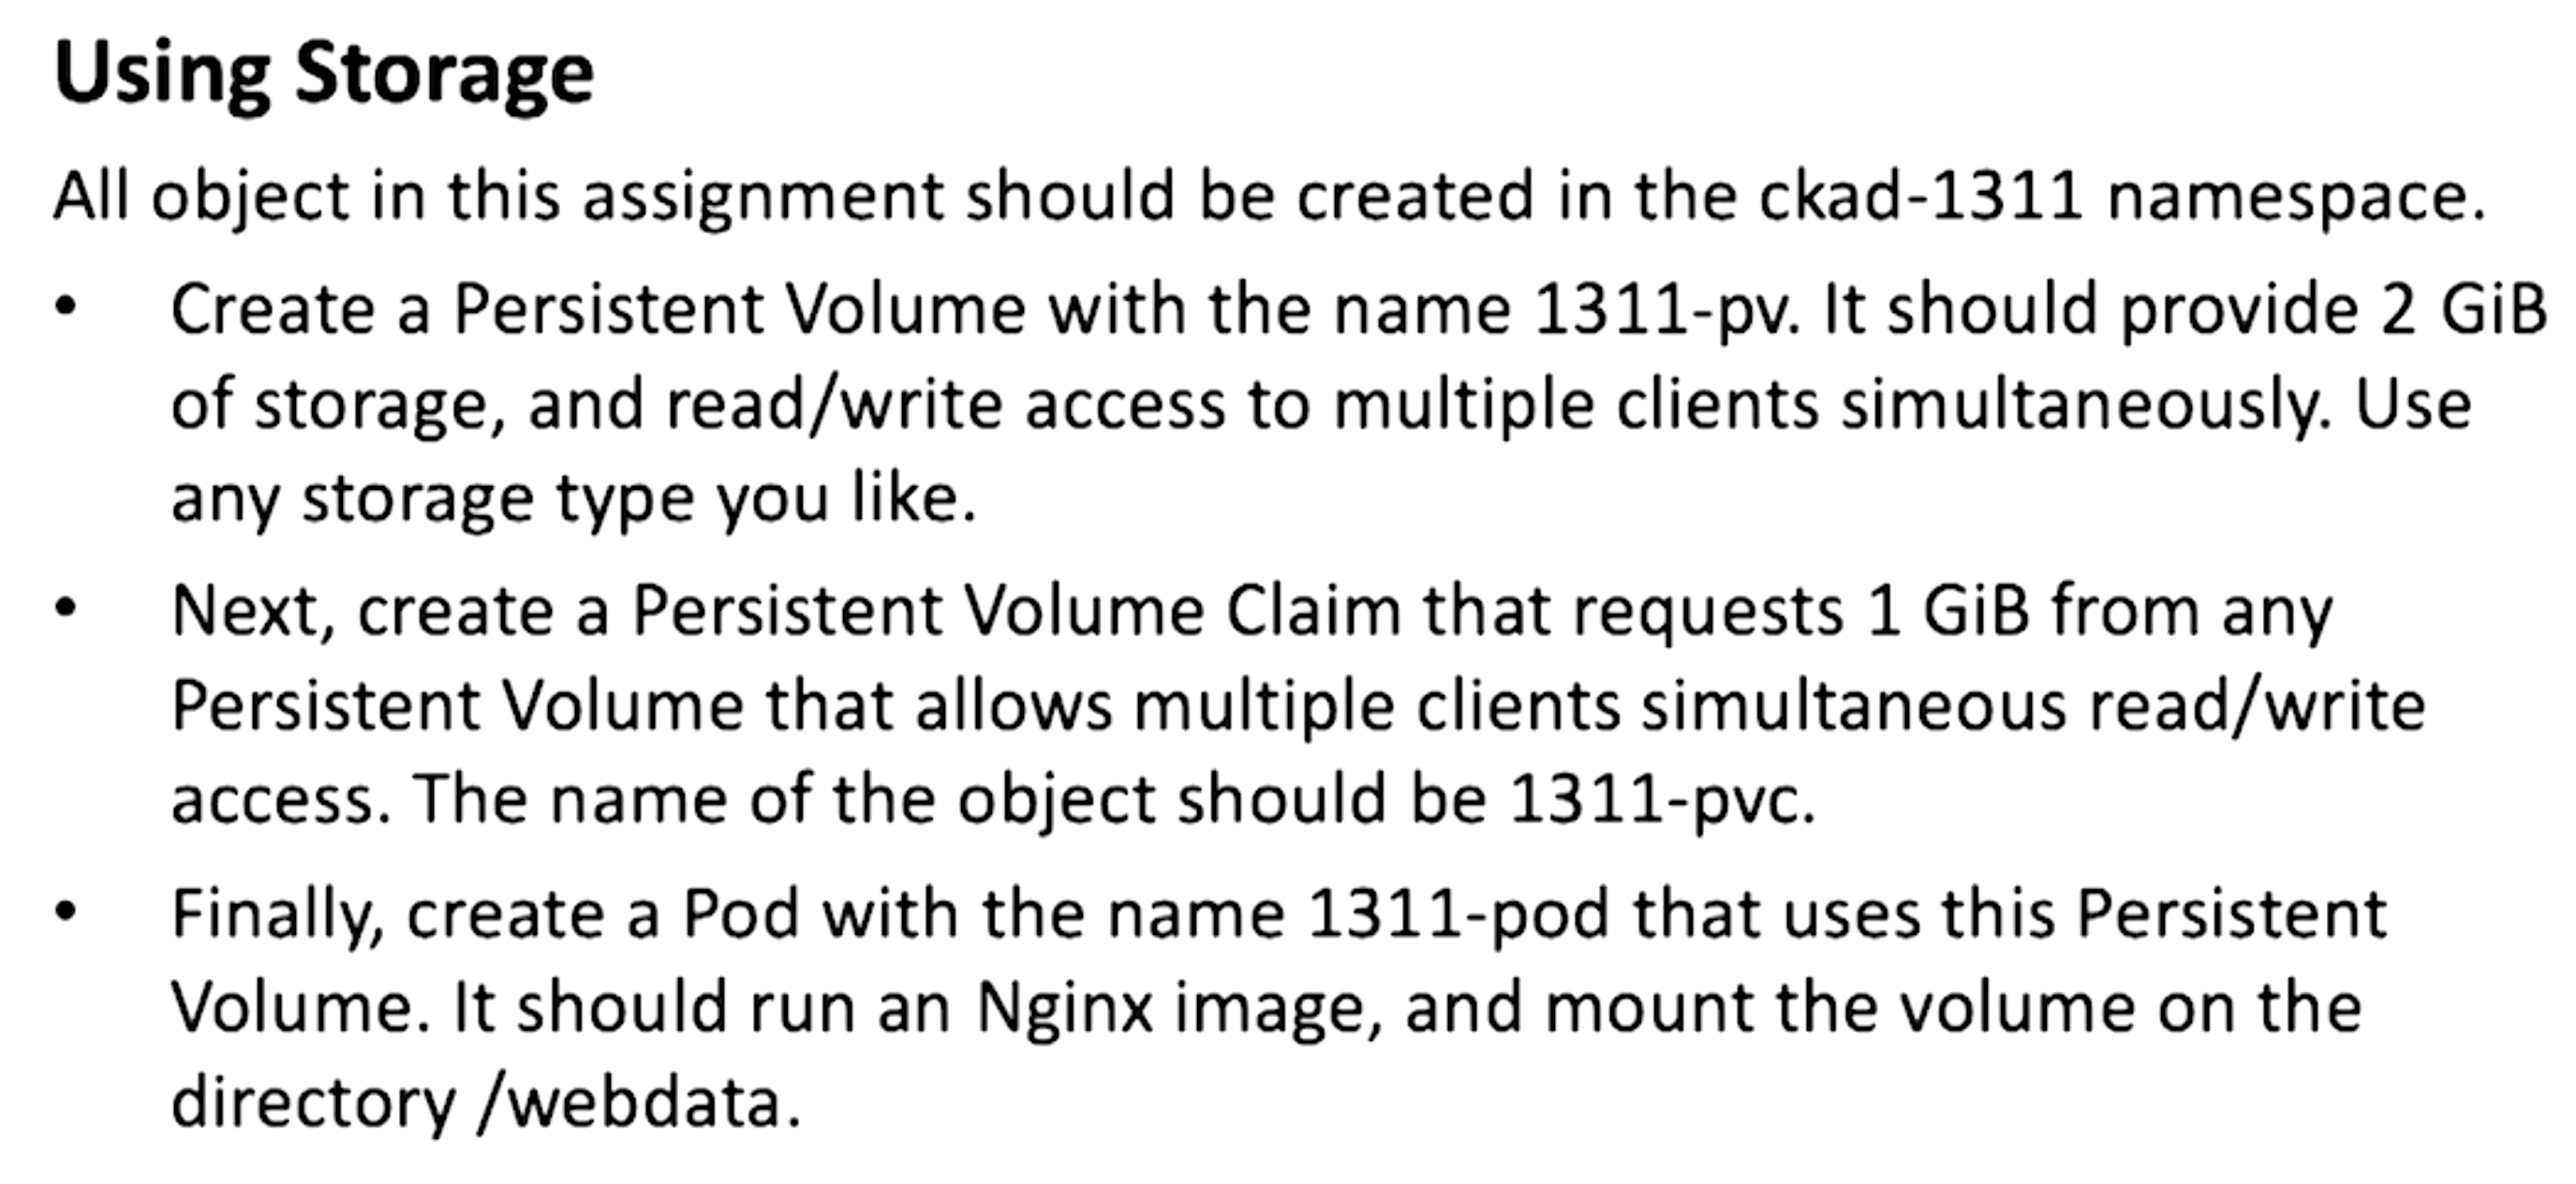 Using Storage
All object in this assignment should be created in the ckad-1311 namespace.
• Create a Persistent Volume with the name 1311-pv. It should provide 2 GiB
of storage, and read/write access to multiple clients simultaneously. Use
any storage type you like.
• Next, create a Persistent Volume Claim that requests 1 GiB from any
Persistent Volume that allows multiple clients simultaneous read/write
access. The name of the object should be 1311-pvc.
• Finally, create a Pod with the name 1311-pod that uses this Persistent
Volume. It should run an Nginx image, and mount the volume on the
directory /webdata.